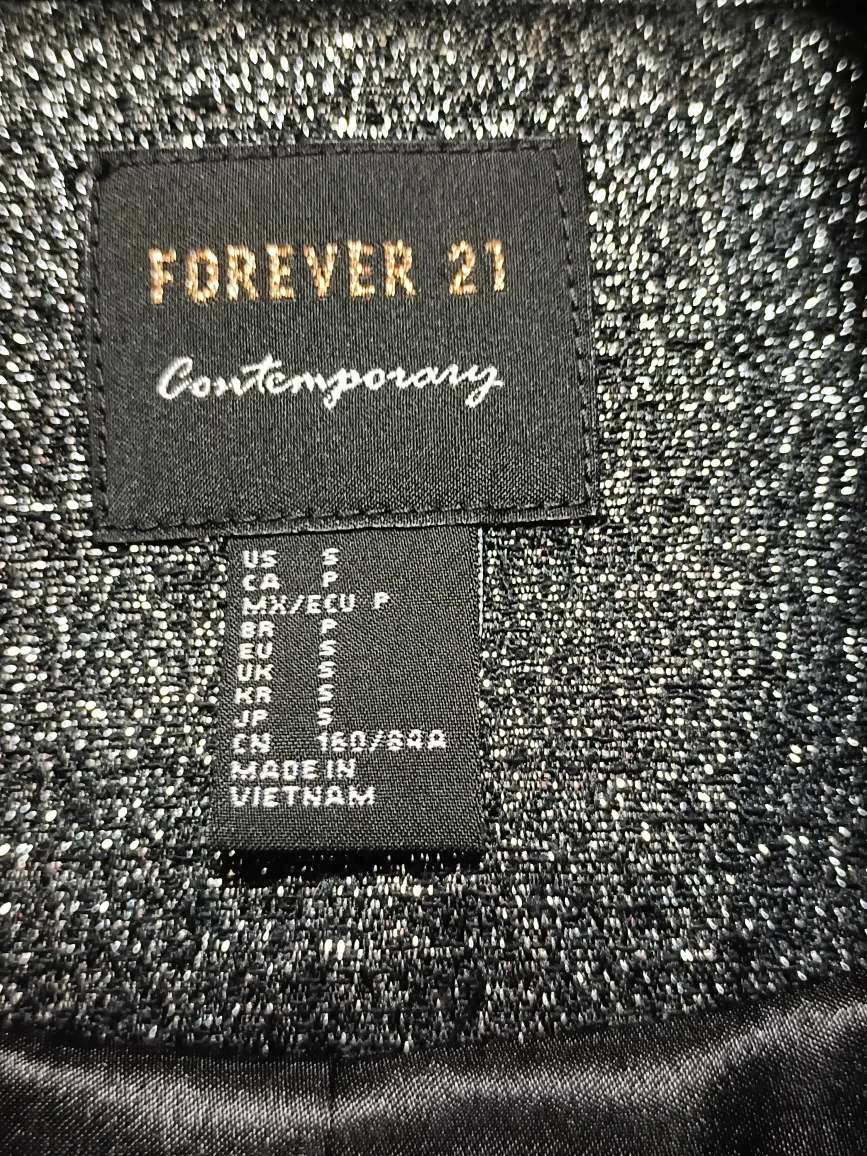 FOREVER 21
Contemporary
US S
CA P
MX/ECU P
BR P
EU S
UK S
KR S
JP S
CN 160/84A
MADE IN
VIETNAM